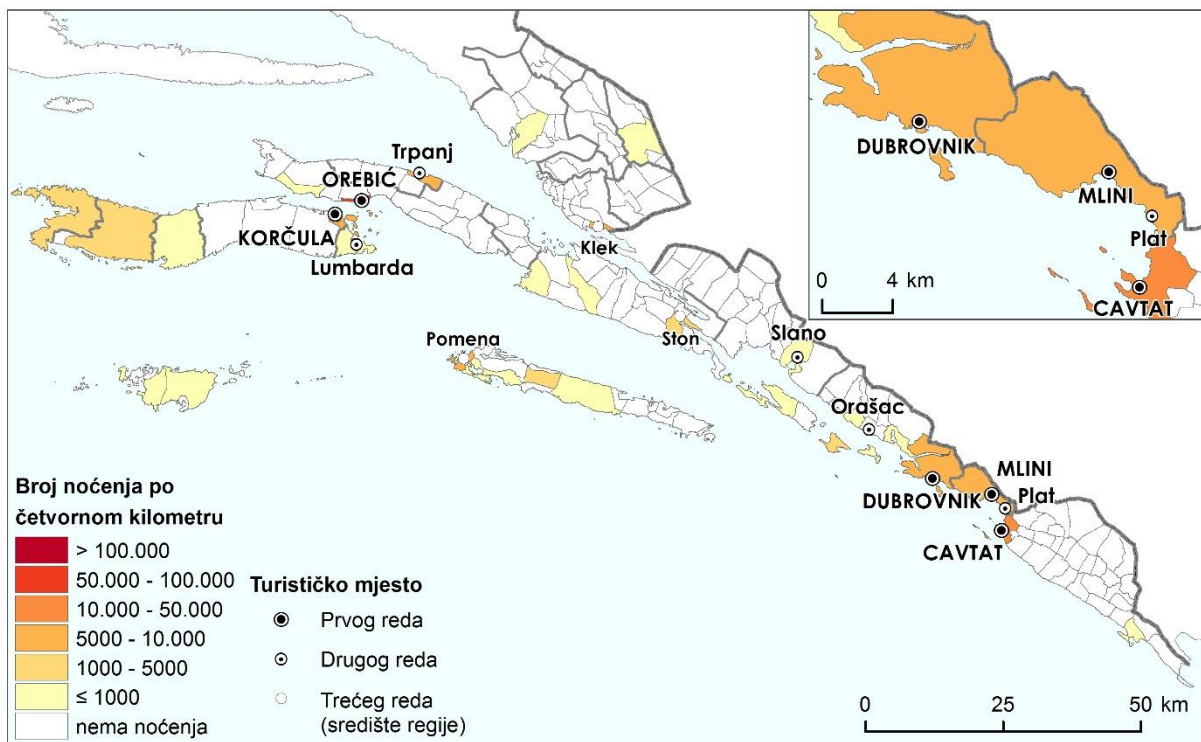 Trpanj
OREBIĆ
KORČULA
Lumbarda
Klek
Pomena
Ston
Slano
Orašac
MLINI
Plat
DUBROVNIK
CAVTAT
DUBROVNIK
MLINI
Plat
CAVTAT
0 4 km
Broj noćenja po
četvornom kilometru
> 100.000
50.000 - 100.000
10.000 - 50.000
5000 - 10.000
1000 - 5000
≤ 1000
nema noćenja
Turističko mjesto
Prvog reda
Drugog reda
Trećeg reda
(središte regije)
0 25 50 km